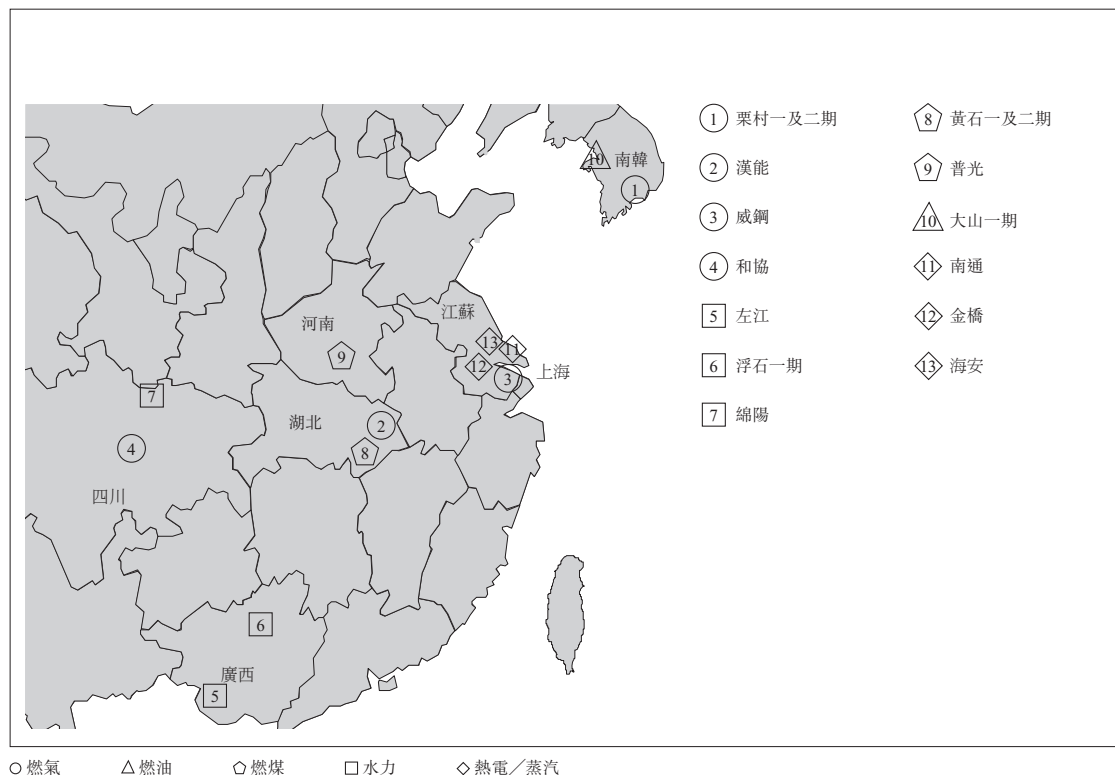 10
南韓
1
江蘇
河南
13
11
9
12
3
上海
7
湖北
2
4
8
四川
6
廣西
5
1 栗村一及二期
2 漢能
3 威鋼
4 和協
5 左江
6 浮石一期
7 綿陽
8 黃石一及二期
9 普光
10 大山一期
11 南通
12 金橋
13 海安
燃氣 燃油 燃煤 水力 熱電／蒸汽